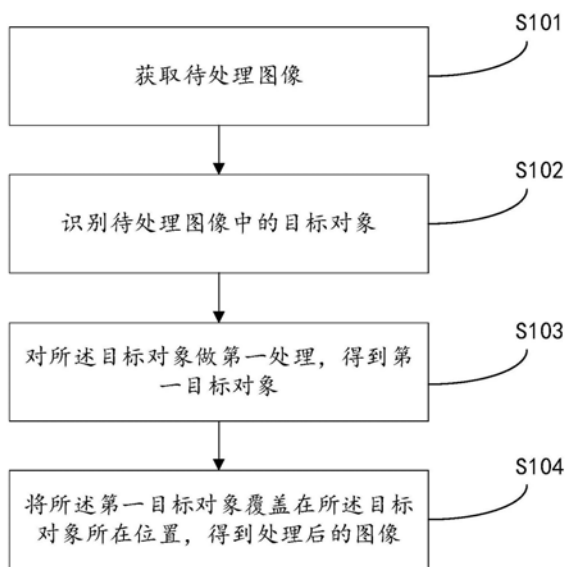 S101
获取待处理图像
S102
识别待处理图像中的目标对象
S103
对所述目标对象做第一处理，得到第
一目标对象
S104
将所述第一目标对象覆盖在所述目标
对象所在位置，得到处理后的图像